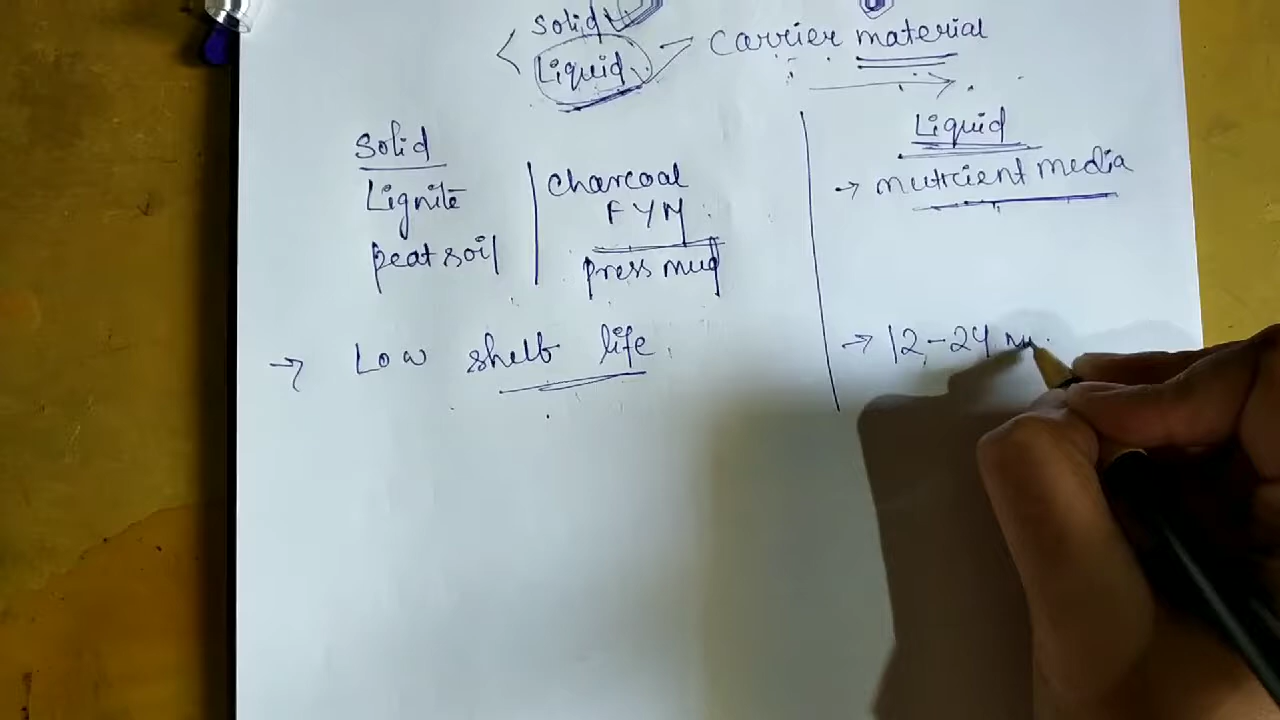 Solid
Liquid
Carrier material
Solid
Lignite
peat soil
Charcoal
FYM
press mud
→ Low shelf life
Liquid
→ nutrient media
→ 12-24